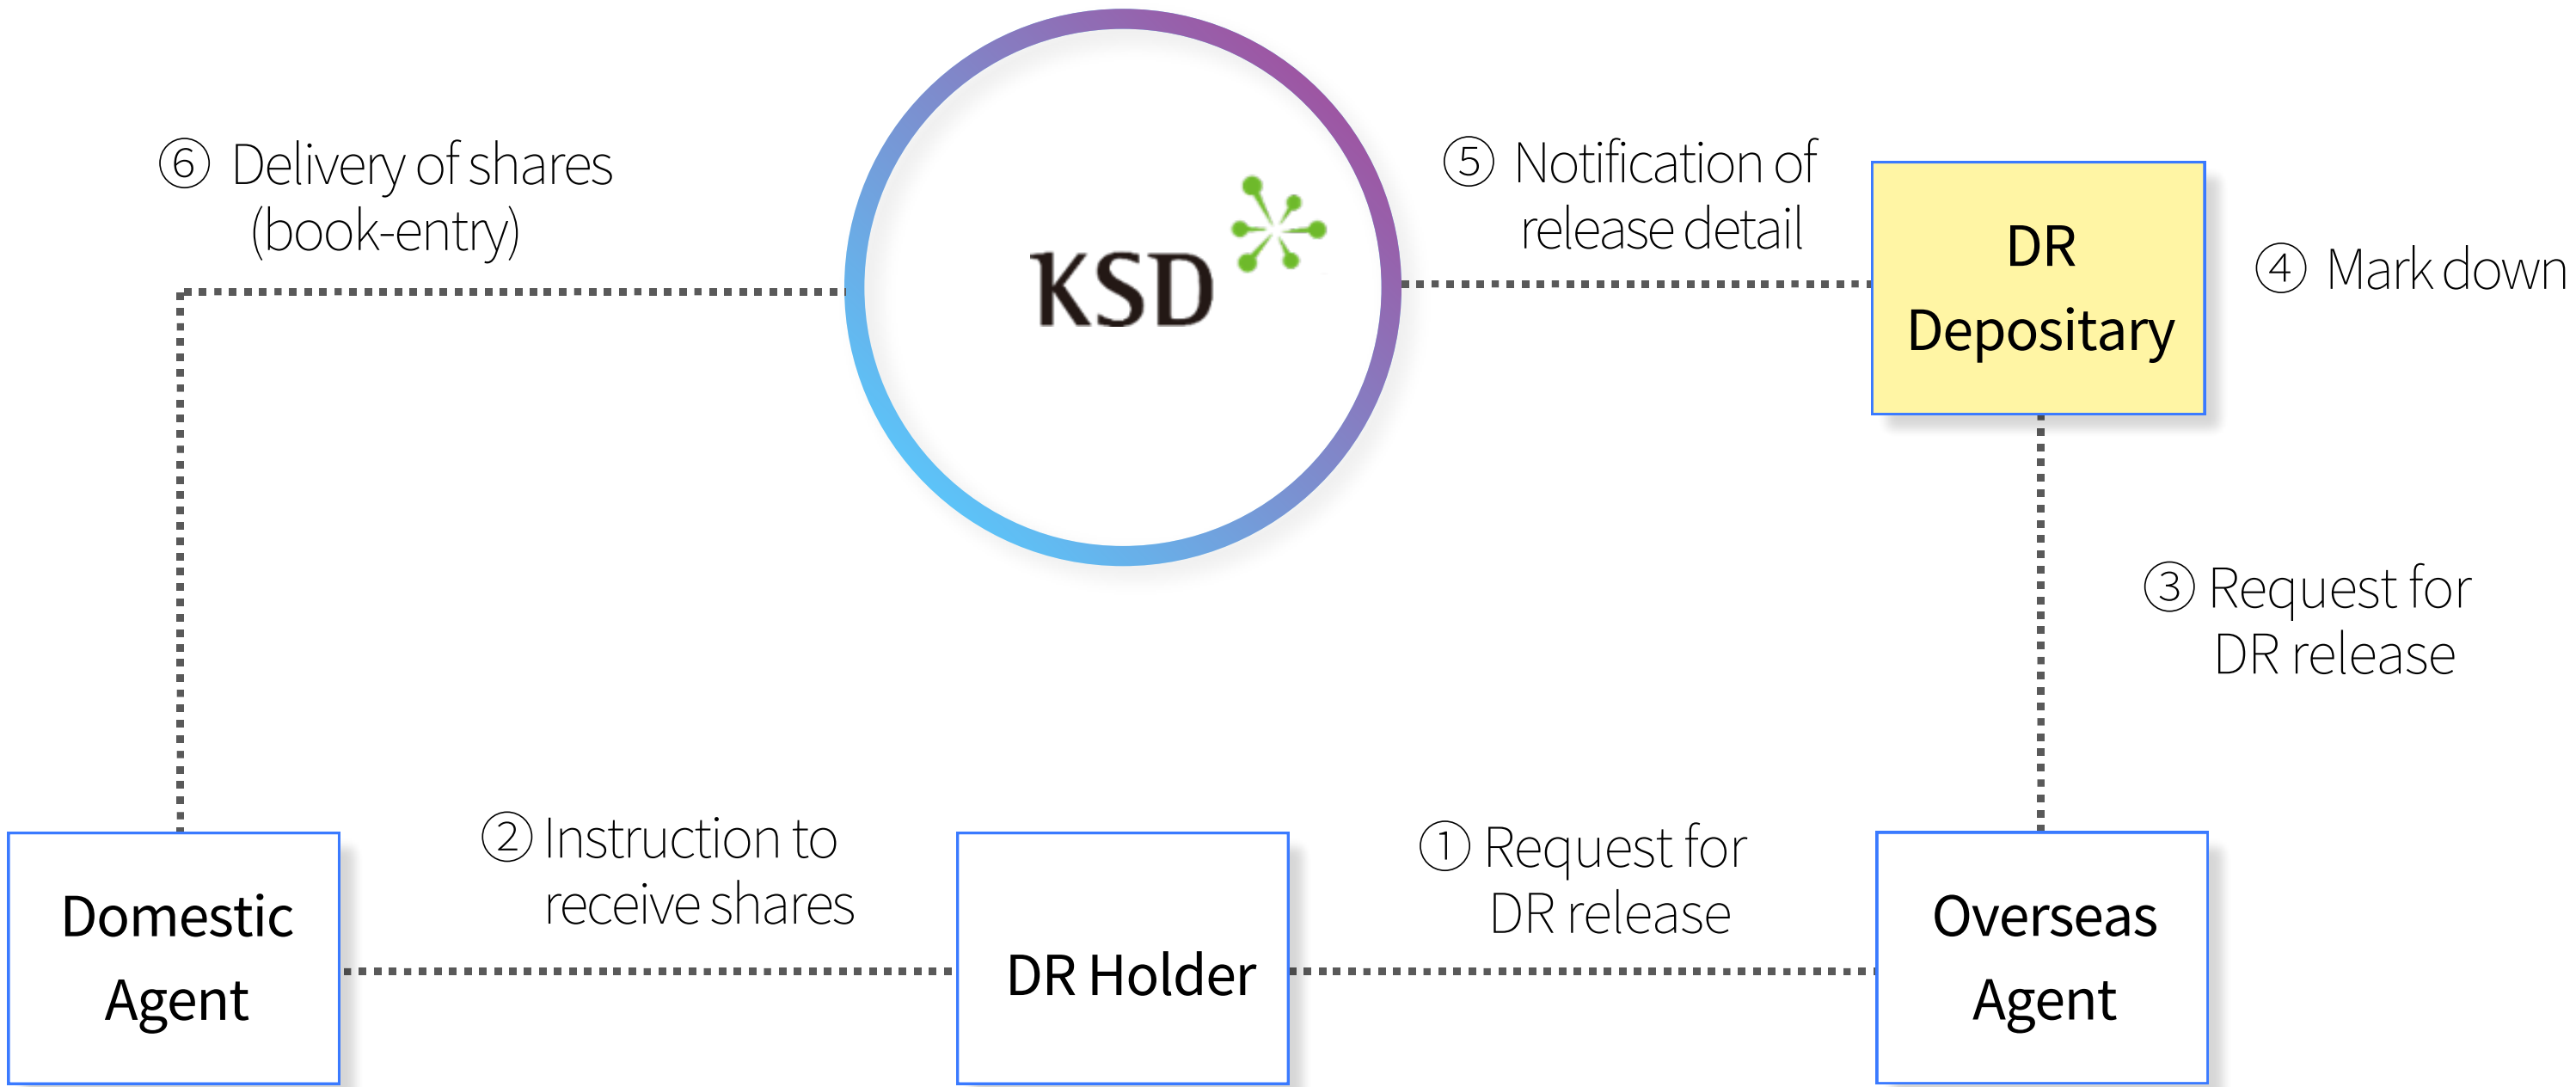 ⑥ Delivery of shares
(book-entry)
KSD
⑤ Notification of
release detail
DR
Depositary
④ Mark down
③ Request for
DR release
② Instruction to
receive shares
① Request for
DR release
Domestic
Agent
DR Holder
Overseas
Agent